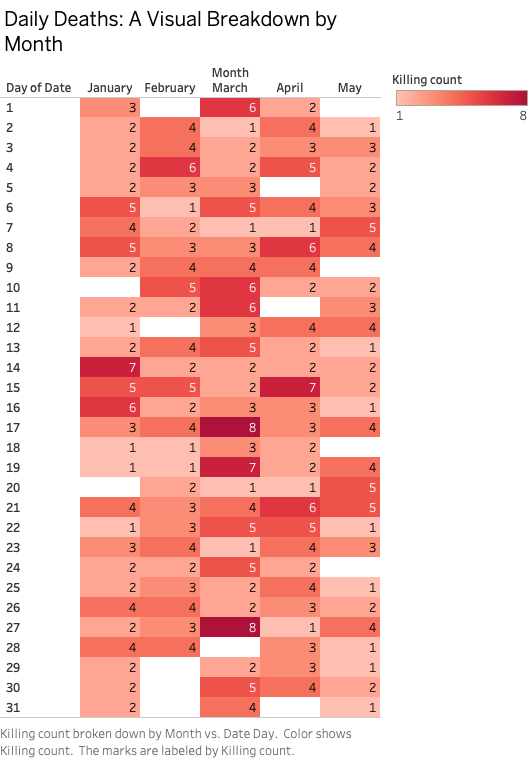 Daily Deaths: A Visual Breakdown by
Month
Month
Day of Date January February March April May
1 3 6 2
2 2 4 1 4 1
3 2 4 2 3 3
4 2 6 2 5 2
5 2 3 3 2
6 5 1 5 4 3
7 4 2 1 1 5
8 5 3 3 6 4
9 2 4 4 4
10 5 6 2 2
11 2 2 6 3
12 1 3 4 4
13 2 4 5 2 1
14 7 2 2 2 2
15 5 5 2 7 2
16 6 2 3 3 1
17 3 4 8 3 4
18 1 1 3 2
19 1 1 7 2 4
20 2 1 1 5
21 4 3 4 6 5
22 1 3 5 5 1
23 3 4 1 4 3
24 2 2 5 2
25 2 3 2 4 1
26 4 4 2 3 2
27 2 3 8 1 4
28 4 4 3 1
29 2 2 3 1
30 2 5 4 2
31 2 4 1
Killing count
1 8
Killing count broken down by Month vs. Date Day. Color shows
Killing count. The marks are labeled by Killing count.